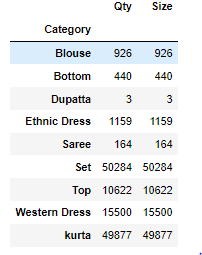 Qty Size
Category
Blouse 926 926
Bottom 440 440
Dupatta 3 3
Ethnic Dress 1159 1159
Saree 164 164
Set 50284 50284
Top 10622 10622
Western Dress 15500 15500
kurta 49877 49877